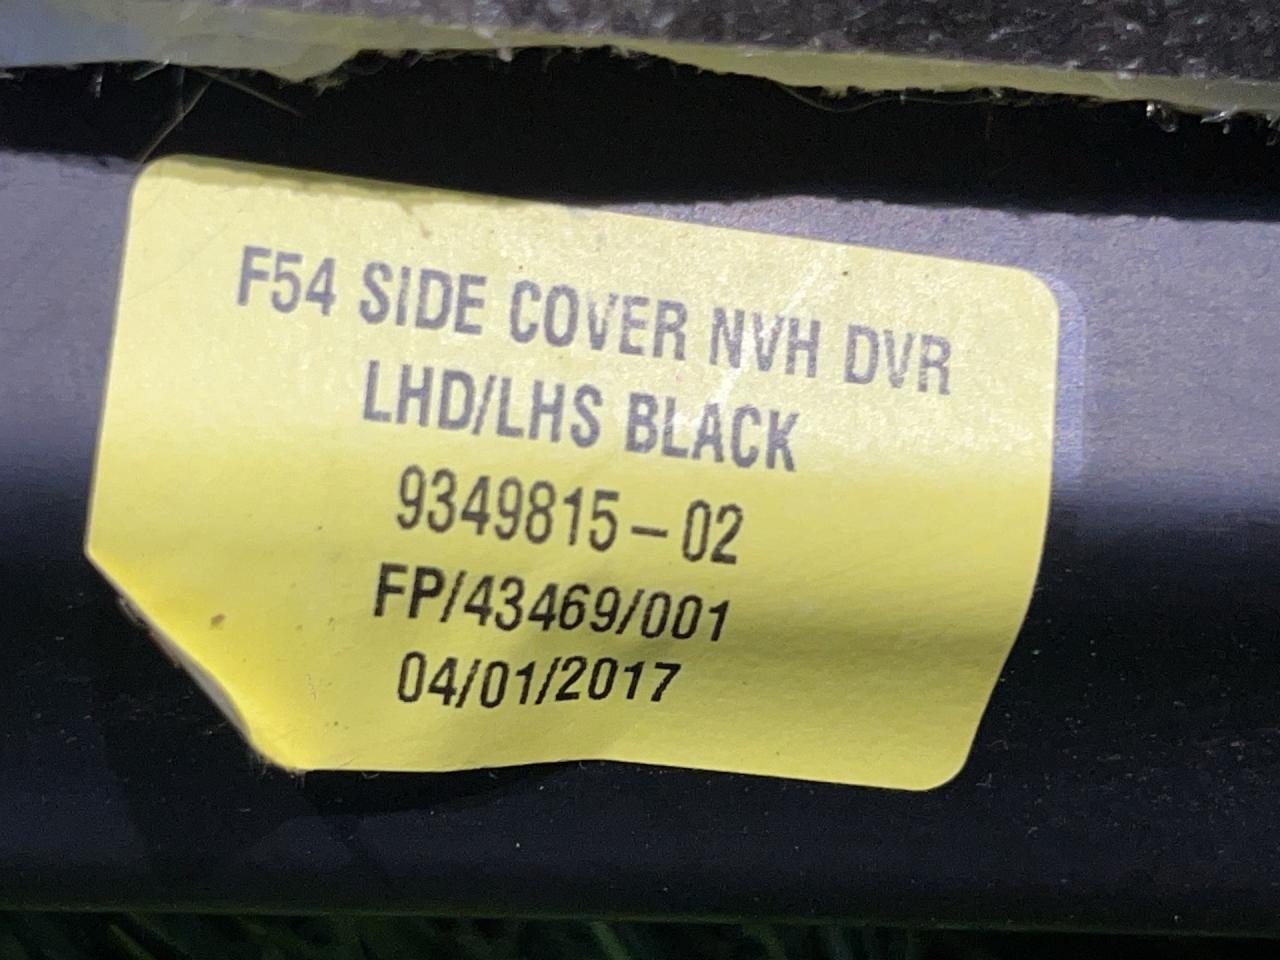 F54 SIDE COVER NVH DVR
LHD/LHS BLACK
9349815-02
FP/43469/001
04/01/2017